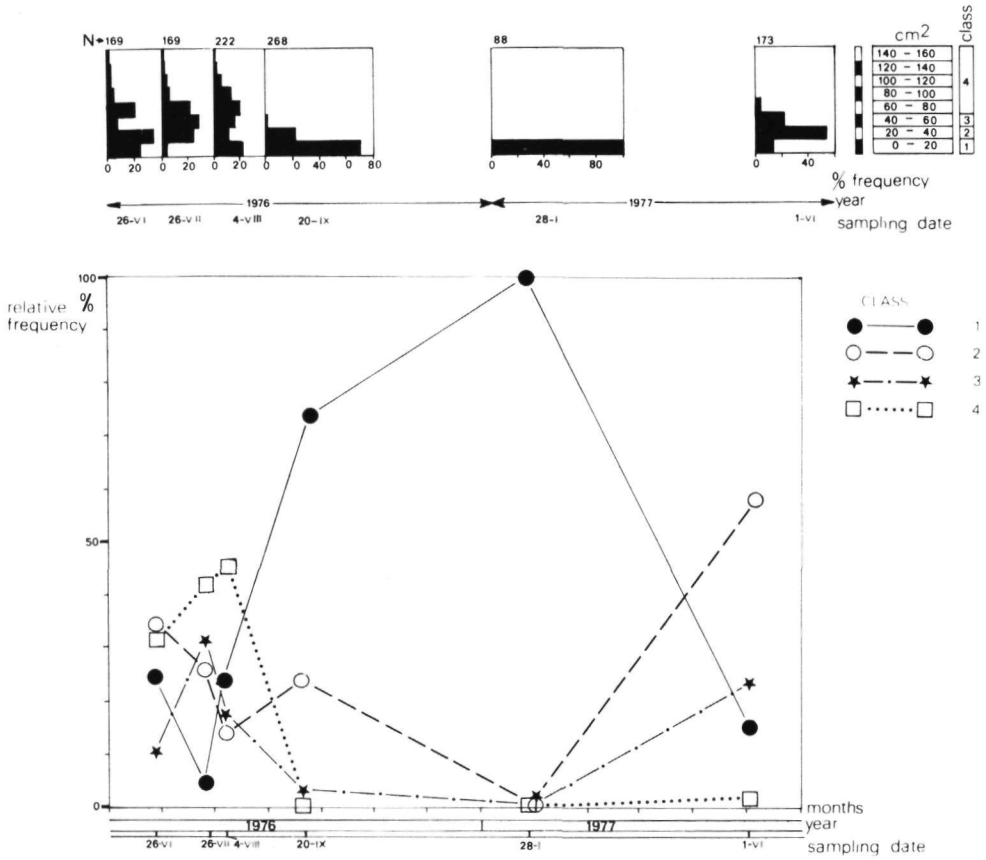 N 169 169 222 268 88 173
cm2 class
140 - 160
120 - 140
100 - 120
80 - 100
60 - 80
40 - 60
20 - 40
0 - 20
4
3
2
1
0 20 0 20 0 20 0 0 40 80
0 40 80
0 40
% frequency
1976 1977 year
26-VI 26-VII 4-VIII 20-IX 28-I 1-VI sampling date
relative %
frequency
100
50
0
CLASS
1
2
3
4
months
1976 1977 year
26-VI 26-VII 4-VIII 20-IX 28-I 1-VI sampling date